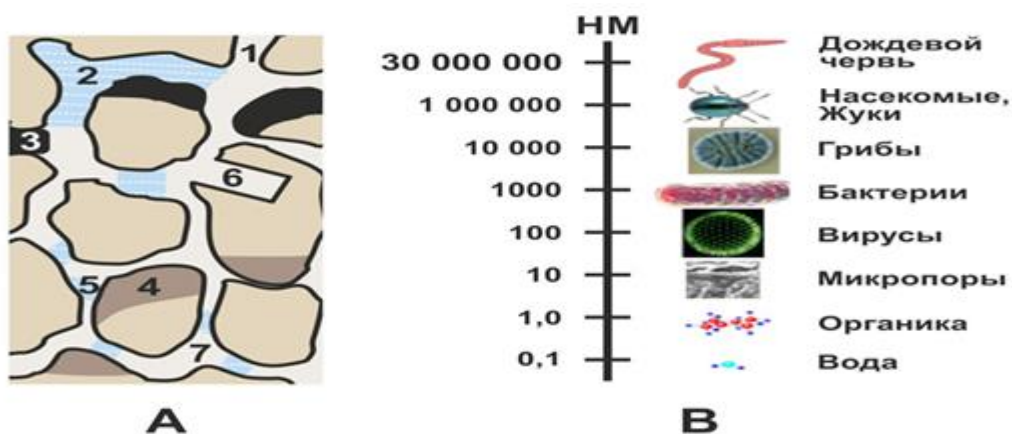 НМ
1
2
3
6
5
4
7
А
30 000 000
Дождевой
червь
1 000 000
Насекомые,
Жуки
10 000
Грибы
1000
Бактерии
100
Вирусы
10
Микропоры
1,0
Органика
0,1
Вода
В